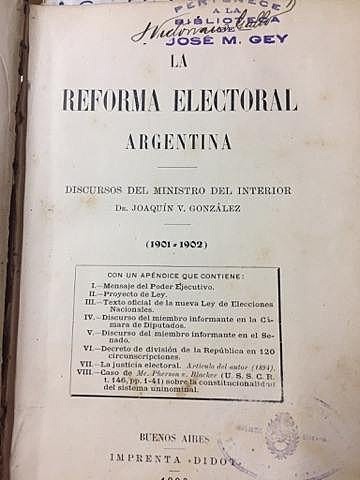 PERTENECE
A LA
BIBLIOTECA
DE
JOSÉ M. GEY
LA
REFORMA ELECTORAL
ARGENTINA
DISCURSOS DEL MINISTRO DEL INTERIOR
DR. JOAQUÍN V. GONZÁLEZ
(1901-1902)
CON UN APÉNDICE QUE CONTIENE:
I.—Mensaje del Poder Ejecutivo.
II.—Proyecto de Ley.
III.—Texto oficial de la nueva Ley de Elecciones
Nacionales.
IV.—Discurso del miembro informante en la Cá-
mara de Diputados.
V.—Discurso del miembro informante en el Se-
nado.
VI.—Decreto de división de la República en 120
circunscripciones.
VII.—La justicia electoral. Artículo del autor (1894).
VIII.—Caso de Mc. Pherson v. Blacker (U. S. S. C. R.
t. 146, pp. 1-41) sobre la constitucionalidad
del sistema uninominal.
BUENOS AIRES
IMPRENTA "DIDOT"